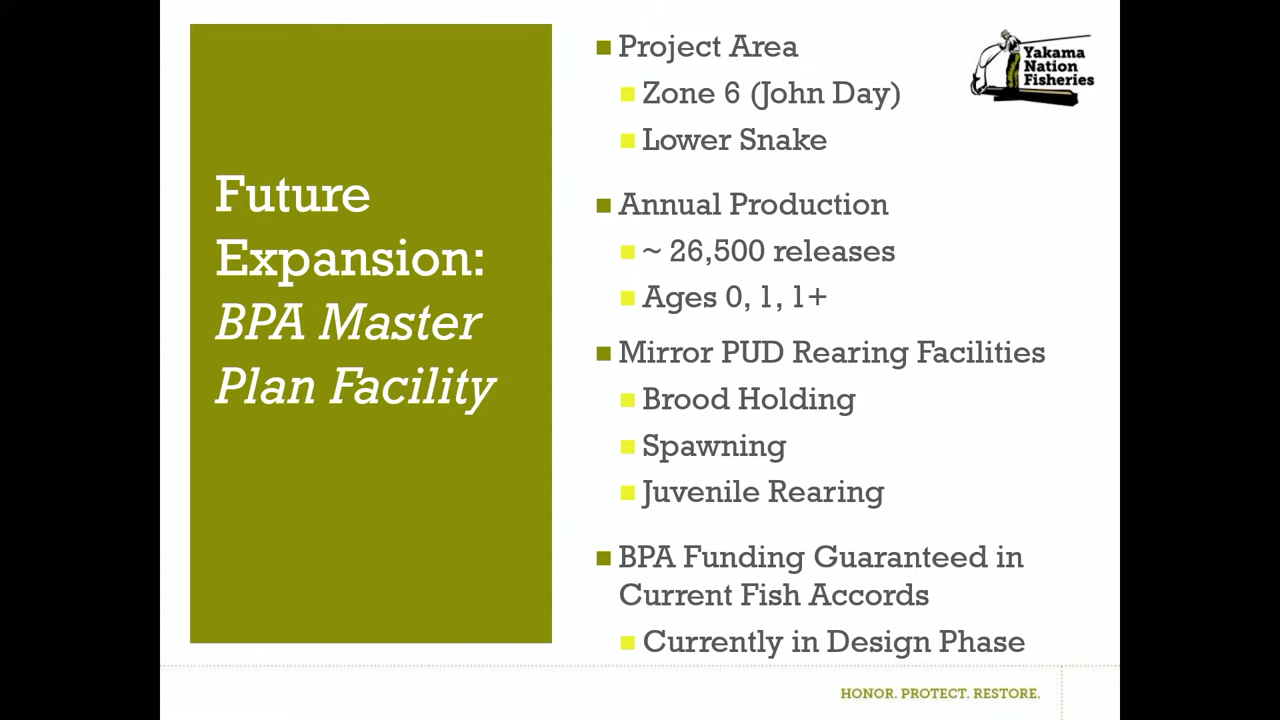 Future
Expansion:
BPA Master
Plan Facility
Project Area
Zone 6 (John Day)
Lower Snake
Annual Production
~ 26,500 releases
Ages 0, 1, 1+
Mirror PUD Rearing Facilities
Brood Holding
Spawning
Juvenile Rearing
BPA Funding Guaranteed in
Current Fish Accords
Currently in Design Phase
Yakama
Nation
Fisheries
HONOR. PROTECT. RESTORE.